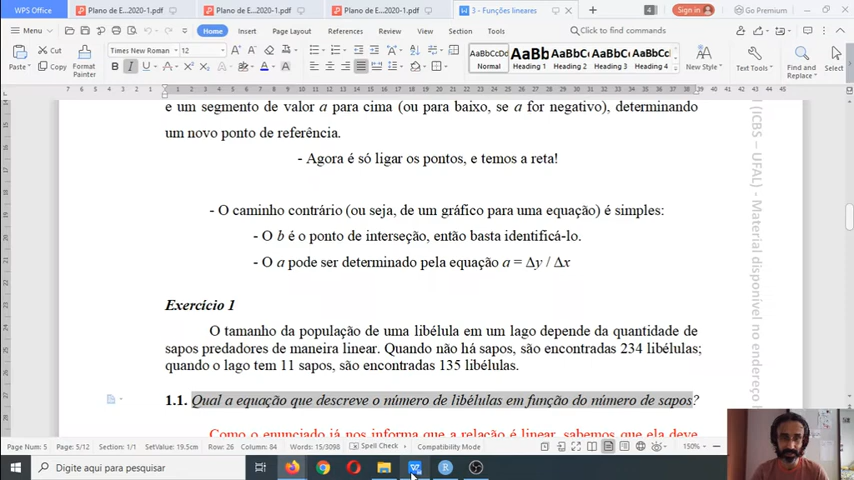 WPS Office
Plano de E...2020-1.pdf
Plano de E...2020-1.pdf
Plano de E...2020-1.pdf
3 - Funções lineares
4
Sign in
Go Premium
Menu
Home
Insert
Page Layout
References
Review
View
Section
Tools
Click to find commands
Paste
Cut
Copy
Format
Painter
Times New Roman
12
AaBbCcDd
Normal
AaBb
Heading 1
AaBbC
Heading 2
AaBbC
Heading 3
AaBbC
Heading 4
New Style
Text Tools
Find and
Replace
Select
e um segmento de valor a para cima (ou para baixo, se a for negativo), determinando
um novo ponto de referência.
- Agora é só ligar os pontos, e temos a reta!
- O caminho contrário (ou seja, de um gráfico para uma equação) é simples:
- O b é o ponto de interseção, então basta identificá-lo.
- O a pode ser determinado pela equação a = Δy / Δx
Exercício 1
O tamanho da população de uma libélula em um lago depende da quantidade de
sapos predadores de maneira linear. Quando não há sapos, são encontradas 234 libélulas;
quando o lago tem 11 sapos, são encontradas 135 libélulas.
1.1. Qual a equação que descreve o número de libélulas em função do número de sapos?
Como o enunciado já nos informa que a relação é linear, sabemos que ela deve
(ICBS – UFAL) - Material disponível no endereço
Page Num: 5
Page: 5/12
Section: 1/1
SetValue: 19.5cm
Row: 26
Column: 84
Words: 15/3098
Spell Check
Compatibility Mode
150%
Digite aqui para pesquisar